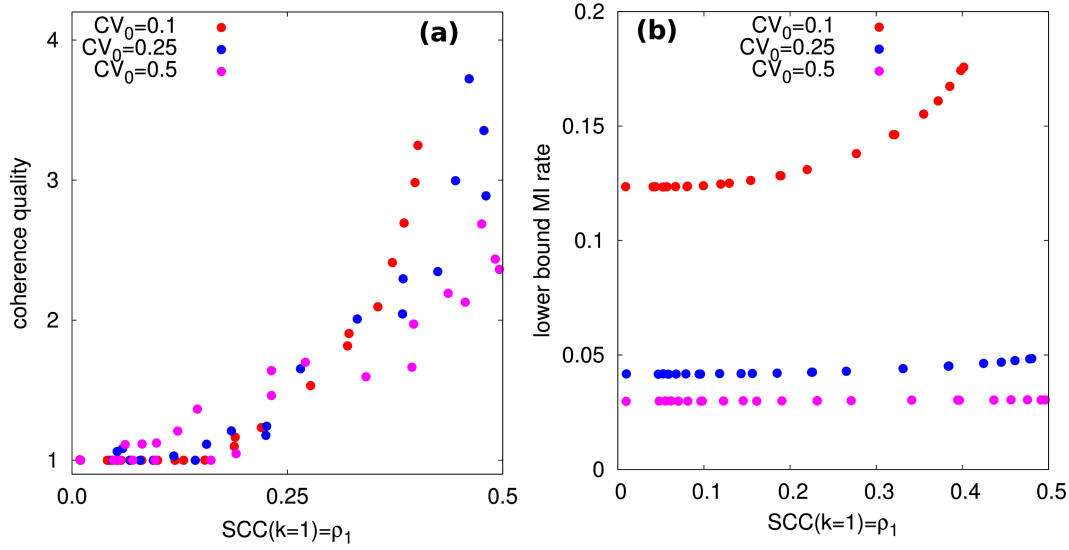 (a)
CV₀=0.1
CV₀=0.25
CV₀=0.5
4
3
2
1
coherence quality
0.0
0.25
0.5
SCC(k=1)=ρ₁
(b)
CV₀=0.1
CV₀=0.25
CV₀=0.5
0.2
0.15
0.1
0.05
0
lower bound MI rate
0
0.1
0.2
0.3
0.4
0.5
SCC(k=1)=ρ₁